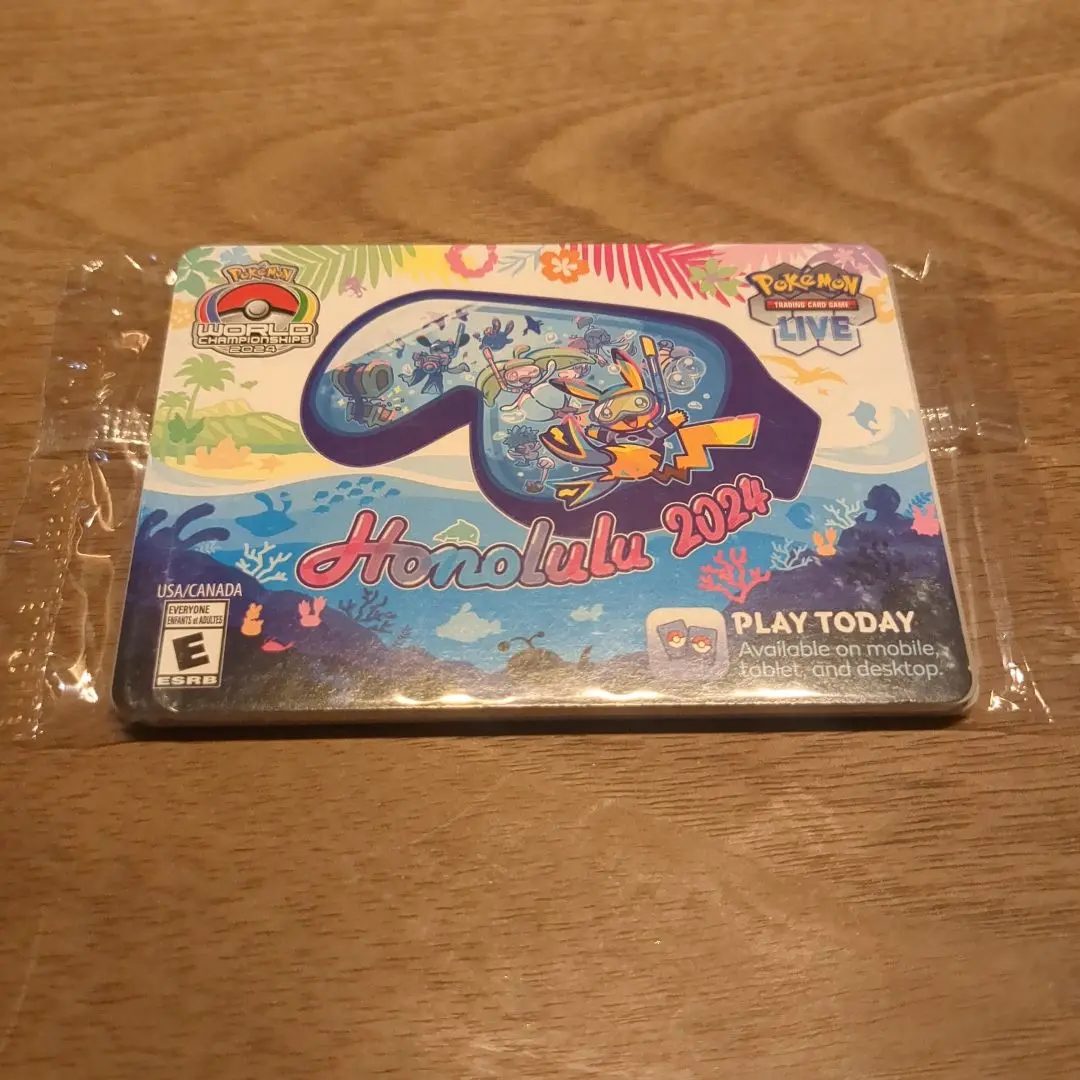 POKéMON
WORLD
CHAMPIONSHIPS
2024
POKéMON
TRADING CARD GAME
LIVE
Honolulu 2024
USA/CANADA
EVERYONE
ENFANTS et ADULTES
E
ESRB
PLAY TODAY
Available on mobile,
tablet, and desktop.